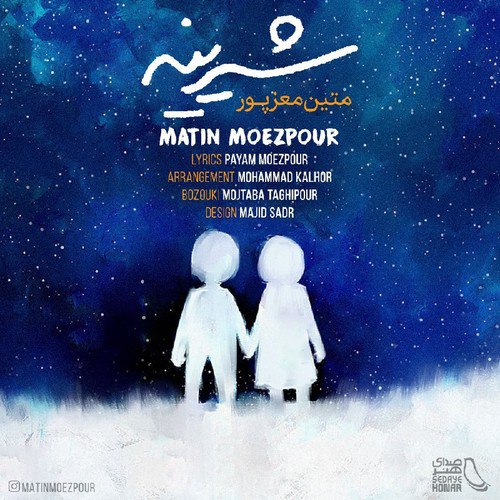 شیرینه
متین معزپور
MATIN MOEZPOUR
LYRICS PAYAM MOEZPOUR :
ARRANGEMENT MOHAMMAD KALHOR
BOZOUKI MOJTABA TAGHIPOUR
DESIGN MAJID SADR
MATINMOEZPOUR
صدای
هنر
SEDAYE
HONAR